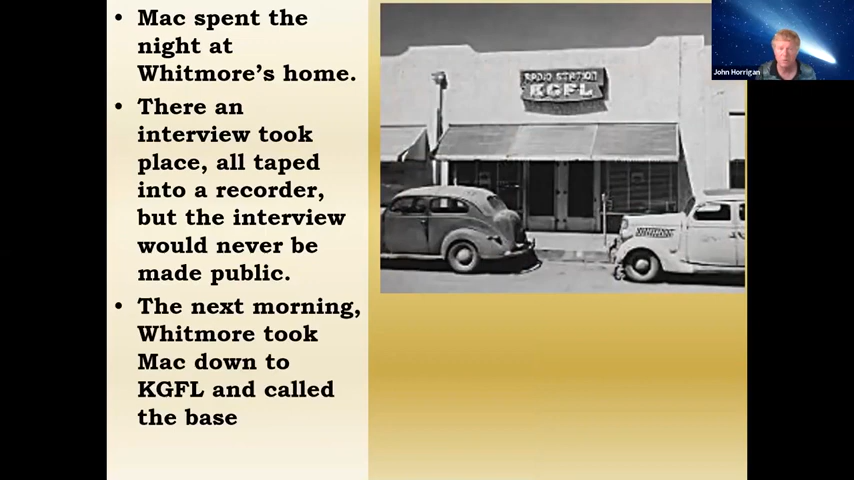 • Mac spent the
night at
Whitmore's home.
• There an
interview took
place, all taped
into a recorder,
but the interview
would never be
made public.
• The next morning,
Whitmore took
Mac down to
KGFL and called
the base
RADIO STATION
KGFL
John Horrigan